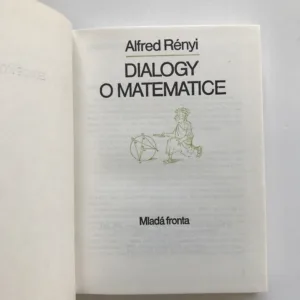 Alfred Rényi
DIALOGY
O MATEMATICE
Mladá fronta